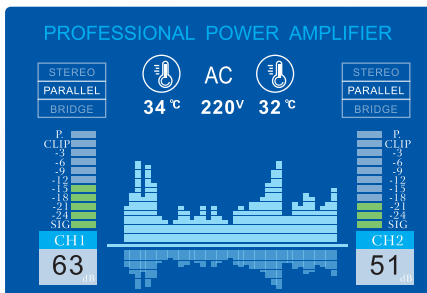 PROFESSIONAL POWER AMPLIFIER
STEREO
PARALLEL
BRIDGE
AC
34 °C
220V
32 °C
STEREO
PARALLEL
BRIDGE
P.
CLIP
-3
-6
-9
-12
-15
-18
-21
-24
SIG
CH1
63
dB
P.
CLIP
-3
-6
-9
-12
-15
-18
-21
-24
SIG
CH2
51
dB